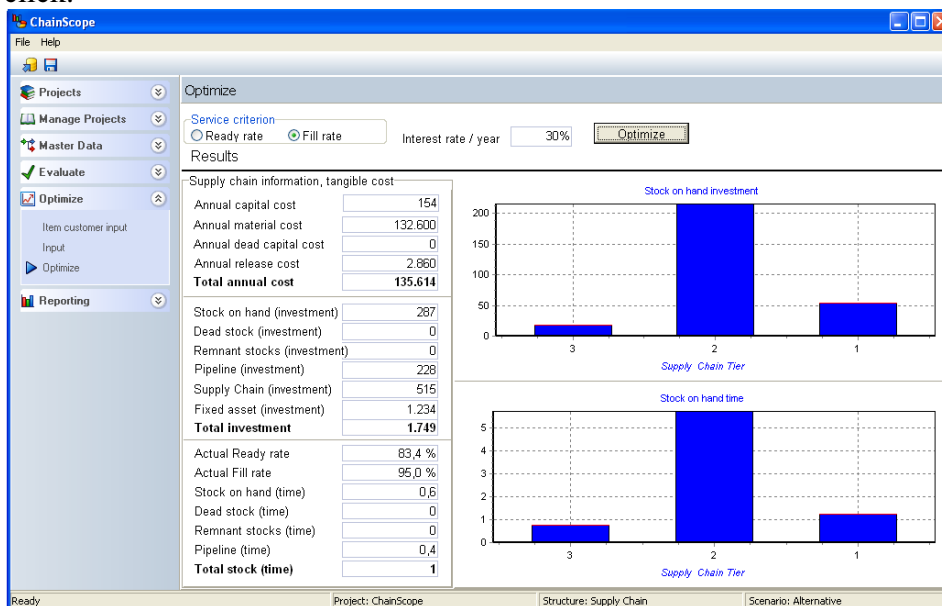 ChainScope
File Help
Projects
Manage Projects
Master Data
Evaluate
Optimize
Item customer input
Input
Optimize
Reporting
Optimize
Service criterion
Ready rate Fill rate Interest rate / year 30% Optimize
Results
Supply chain information, tangible cost
Annual capital cost 154
Annual material cost 132.600
Annual dead capital cost 0
Annual release cost 2.860
Total annual cost 135.614
Stock on hand (investment) 287
Dead stock (investment) 0
Remnant stocks (investment) 0
Pipeline (investment) 228
Supply Chain (investment) 515
Fixed asset (investment) 1.234
Total investment 1.749
Actual Ready rate 83,4 %
Actual Fill rate 95,0 %
Stock on hand (time) 0,6
Dead stock (time) 0
Remnant stocks (time) 0
Pipeline (time) 0,4
Total stock (time) 1
Stock on hand investment
200
150
100
50
0
3 2 1
Supply Chain Tier
Stock on hand time
5
4
3
2
1
0
3 2 1
Supply Chain Tier
Ready Project: ChainScope Structure: Supply Chain Scenario: Alternative